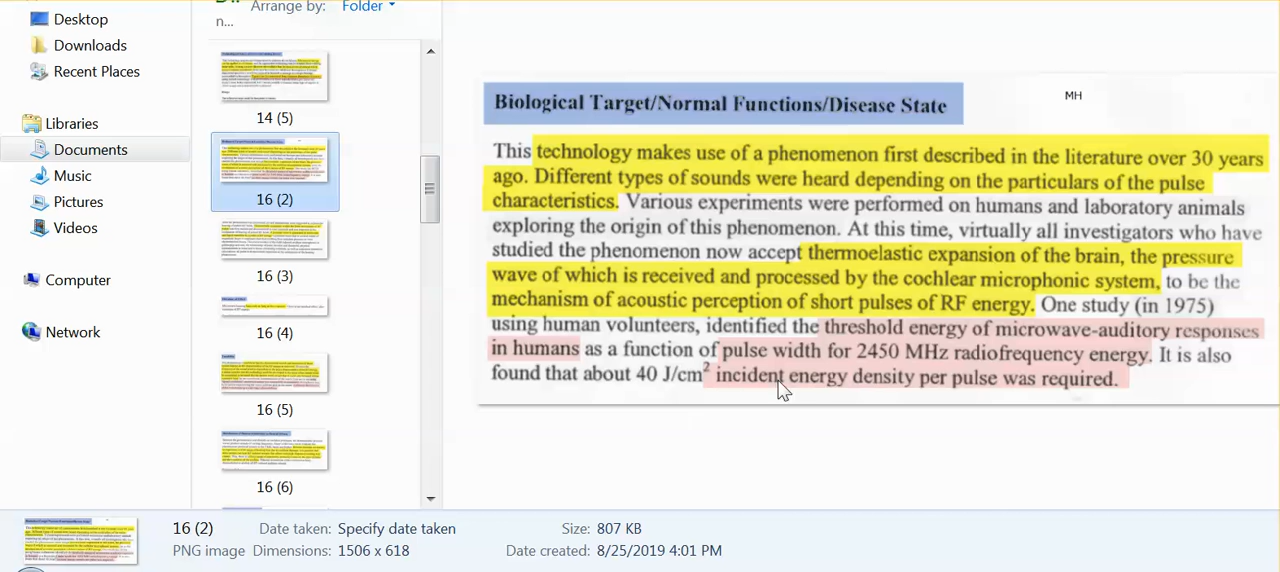 Desktop
Downloads
Recent Places
Libraries
Documents
Music
Pictures
Videos
Computer
Network
n...
Arrange by: Folder
14 (5)
16 (2)
16 (3)
16 (4)
16 (5)
16 (6)
Biological Target/Normal Functions/Disease State
MH
This technology makes use of a phenomenon first described in the literature over 30 years
ago. Different types of sounds were heard depending on the particulars of the pulse
characteristics. Various experiments were performed on humans and laboratory animals
exploring the origin of this phenomenon. At this time, virtually all investigators who have
studied the phenomenon now accept thermoelastic expansion of the brain, the pressure
wave of which is received and processed by the cochlear microphonic system, to be the
mechanism of acoustic perception of short pulses of RF energy. One study (in 1975)
using human volunteers, identified the threshold energy of microwave-auditory responses
in humans as a function of pulse width for 2450 MHz radiofrequency energy. It is also
found that about 40 J/cm2 incident energy density per pulse was required.
16 (2) Date taken: Specify date taken Size: 807 KB
PNG image Dimensions: 1506 x 618 Date created: 8/25/2019 4:01 PM